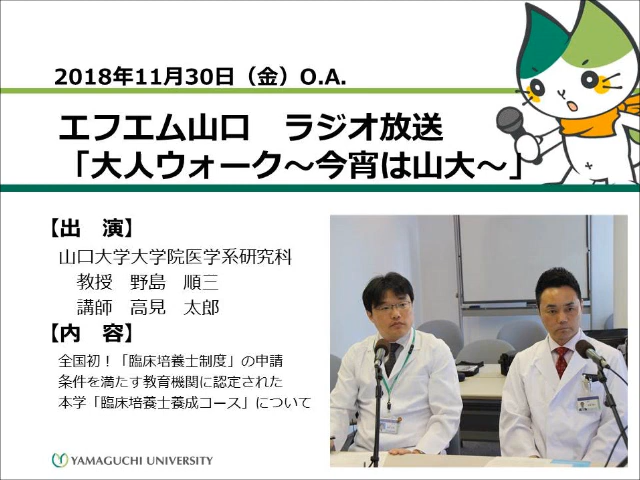 2018年11月30日（金）O.A.
エフエム山口　ラジオ放送
「大人ウォーク～今宵は山大～」
【出　演】
山口大学大学院医学系研究科
教授　野島　順三
講師　高見　太郎
【内　容】
全国初！「臨床培養士制度」の申請
条件を満たす教育機関に認定された
本学「臨床培養士養成コース」について
YAMAGUCHI UNIVERSITY